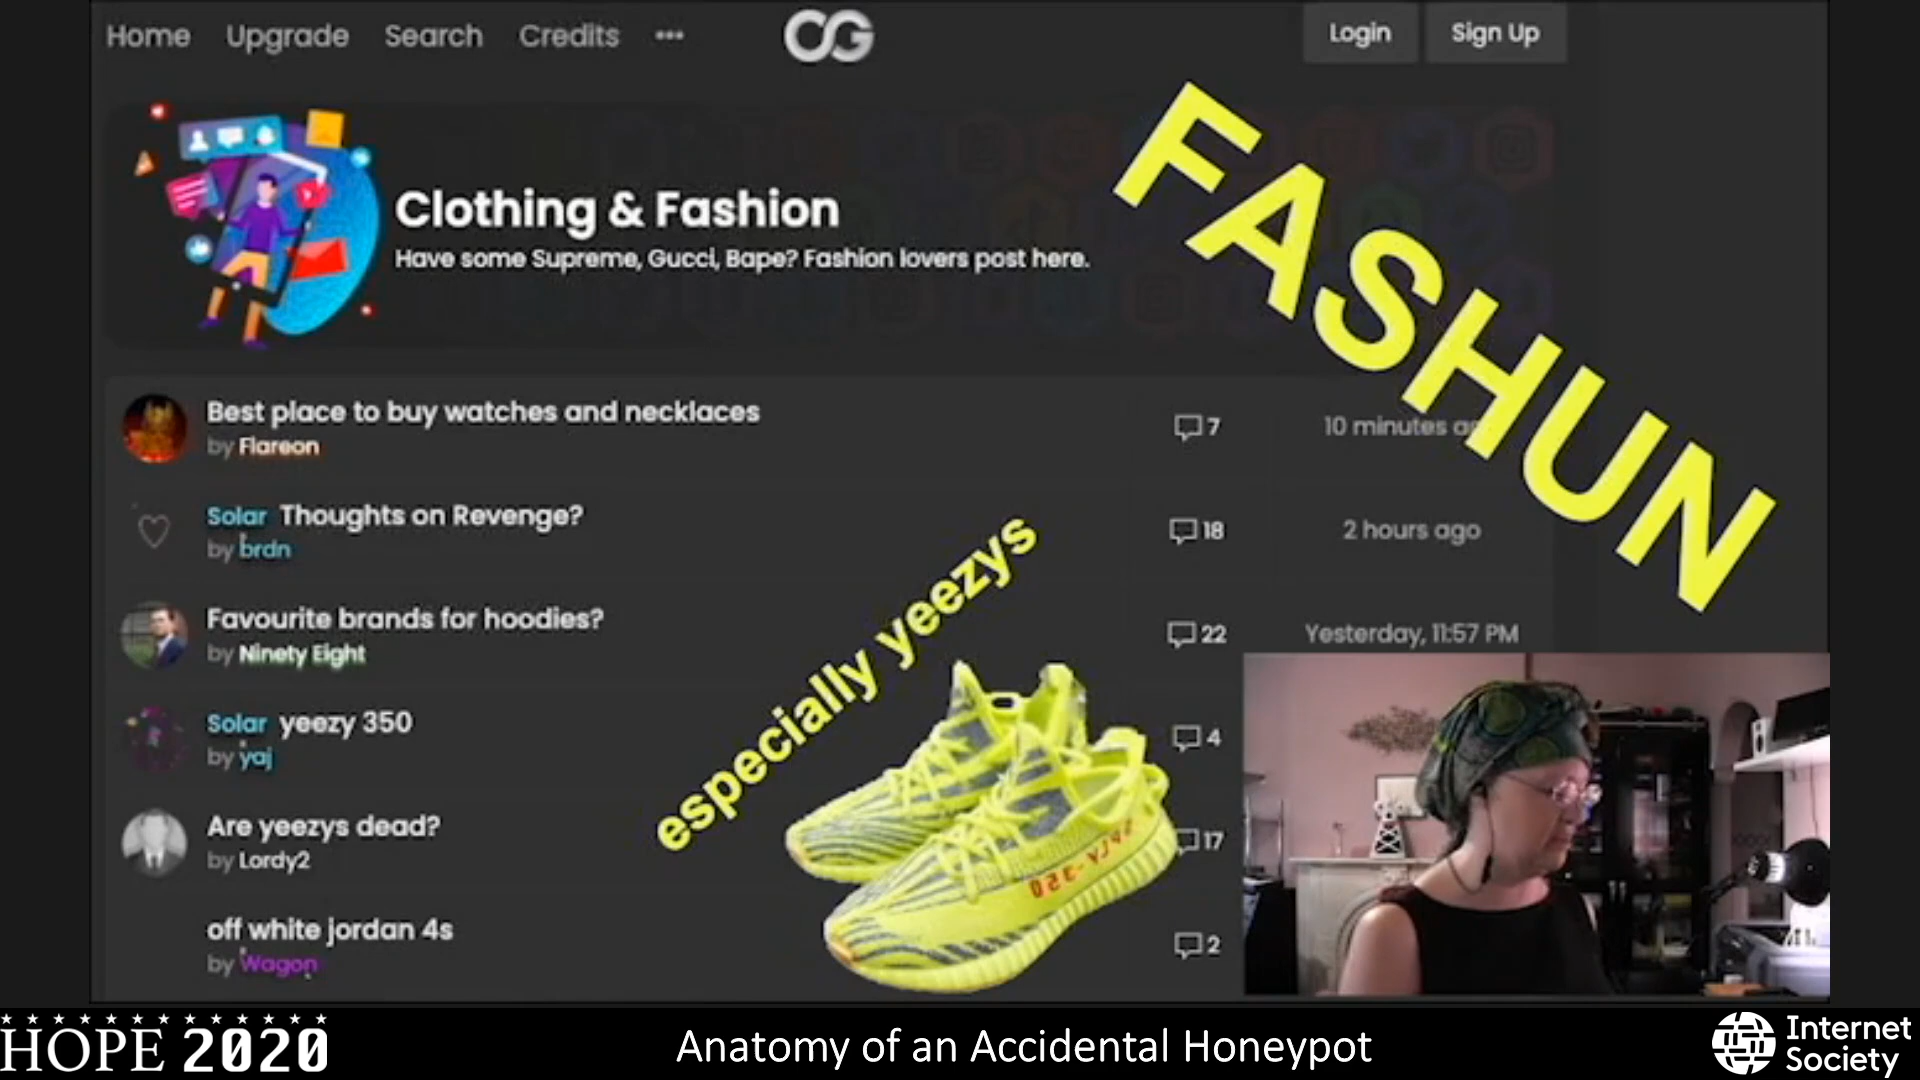 Home Upgrade Search Credits ••• OG Login Sign Up
Clothing & Fashion
Have some Supreme, Gucci, Bape? Fashion lovers post here.
FASHUN
Best place to buy watches and necklaces
by Flareon
7
10 minutes ag
Solar Thoughts on Revenge?
by brdn
18
2 hours ago
Favourite brands for hoodies?
by Ninety Eight
22
Yesterday, 11:57 PM
especially yeezys
Solar yeezy 350
by yaj
4
Are yeezys dead?
by Lordy2
17
off white jordan 4s
by Wagon
2
HOPE 2020
Anatomy of an Accidental Honeypot
Internet
Society